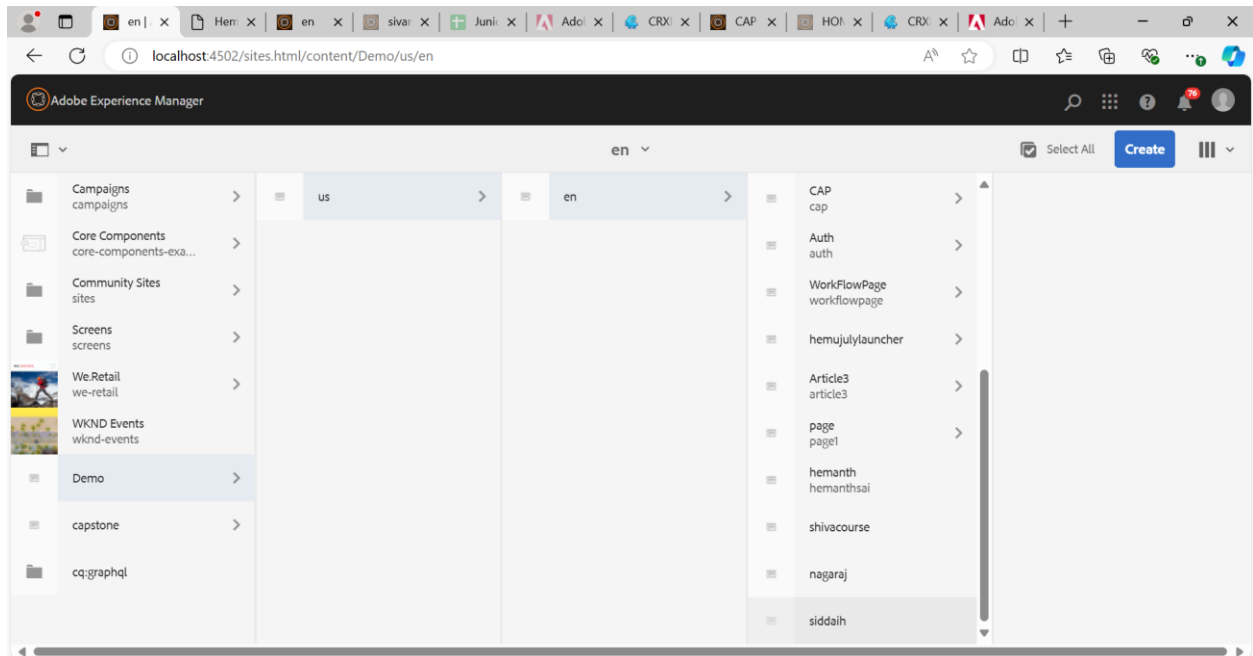 en | Hem en sivar Junio Adol CRXI CAP HON CRX Adol
localhost:4502/sites.html/content/Demo/us/en
Adobe Experience Manager
76
en
Select All
Create
Campaigns
campaigns
Core Components
core-components-exa...
Community Sites
sites
Screens
screens
We.Retail
we-retail
WKND Events
wknd-events
Demo
capstone
cq:graphql
us
en
CAP
cap
Auth
auth
WorkFlowPage
workflowpage
hemujulylauncher
Article3
article3
page
page1
hemanth
hemanthsai
shivacourse
nagaraj
siddaih